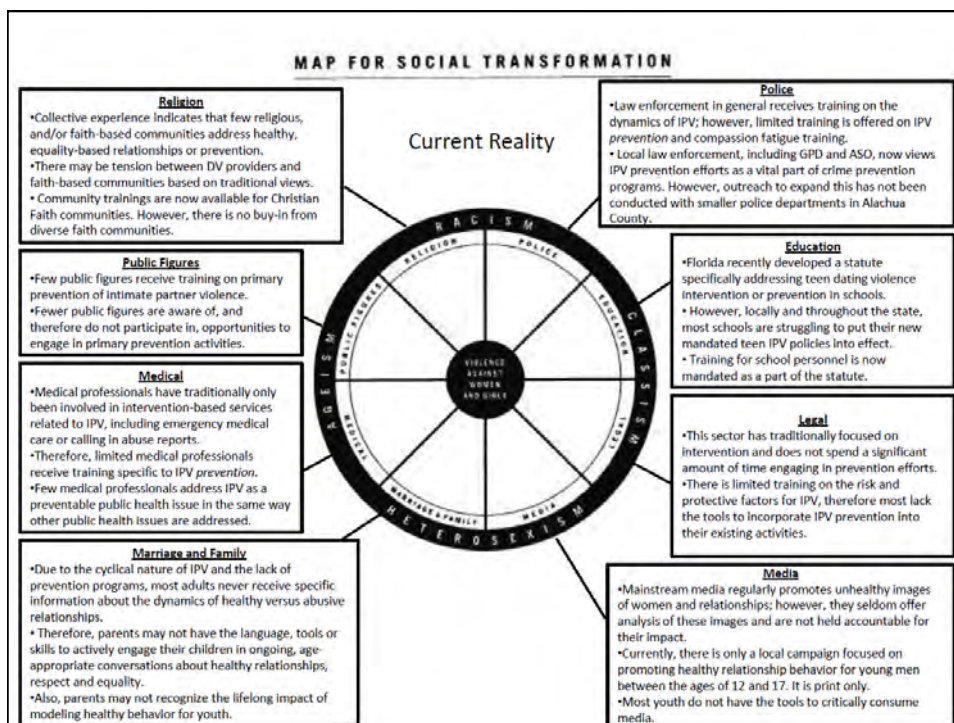 MAP FOR SOCIAL TRANSFORMATION
Current Reality
Religion
•Collective experience indicates that few religious,
and/or faith-based communities address healthy,
equality-based relationships or prevention.
•There may be tension between DV providers and
faith-based communities based on traditional views.
• Community trainings are now available for Christian
Faith communities. However, there is no buy-in from
diverse faith communities.
Public Figures
•Few public figures receive training on primary
prevention of intimate partner violence.
•Fewer public figures are aware of, and
therefore do not participate in, opportunities to
engage in primary prevention activities.
Medical
•Medical professionals have traditionally only
been involved in intervention-based services
related to IPV, including emergency medical
care or calling in abuse reports.
•Therefore, limited medical professionals
receive training specific to IPV prevention.
•Few medical professionals address IPV as a
preventable public health issue in the same way
other public health issues are addressed.
Marriage and Family
•Due to the cyclical nature of IPV and the lack of
prevention programs, most adults never receive specific
information about the dynamics of healthy versus abusive
relationships.
• Therefore, parents may not have the language, tools or
skills to actively engage their children in ongoing, age-
appropriate conversations about healthy relationships,
respect and equality.
•Also, parents may not recognize the lifelong impact of
modeling healthy behavior for youth.
Police
•Law enforcement in general receives training on the
dynamics of IPV; however, limited training is offered on IPV
prevention and compassion fatigue training.
•Local law enforcement, including GPD and ASO, now views
IPV prevention efforts as a vital part of crime prevention
programs. However, outreach to expand this has not been
conducted with smaller police departments in Alachua
County.
Education
•Florida recently developed a statute
specifically addressing teen dating violence
intervention or prevention in schools.
• However, locally and throughout the state,
most schools are struggling to put their new
mandated teen IPV policies into effect.
• Training for school personnel is now
mandated as a part of the statute.
Legal
•This sector has traditionally focused on
intervention and does not spend a significant
amount of time engaging in prevention efforts.
•There is limited training on the risk and
protective factors for IPV, therefore most lack
the tools to incorporate IPV prevention into
their existing activities.
Media
•Mainstream media regularly promotes unhealthy images
of women and relationships; however, they seldom offer
analysis of these images and are not held accountable for
their impact.
•Currently, there is only a local campaign focused on
promoting healthy relationship behavior for young men
between the ages of 12 and 17. It is print only.
•Most youth do not have the tools to critically consume
media.
RACISM
CLASSISM
HETEROSEXISM
AGEISM
RELIGION
POLICE
EDUCATION
LEGAL
MEDIA
MARRIAGE & FAMILY
MEDICAL
PUBLIC FIGURES
VIOLENCE
AGAINST
WOMEN
AND GIRLS